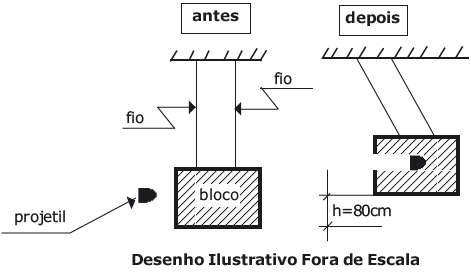 antes
depois
fio
fio
bloco
projetil
h=80cm
Desenho Ilustrativo Fora de Escala